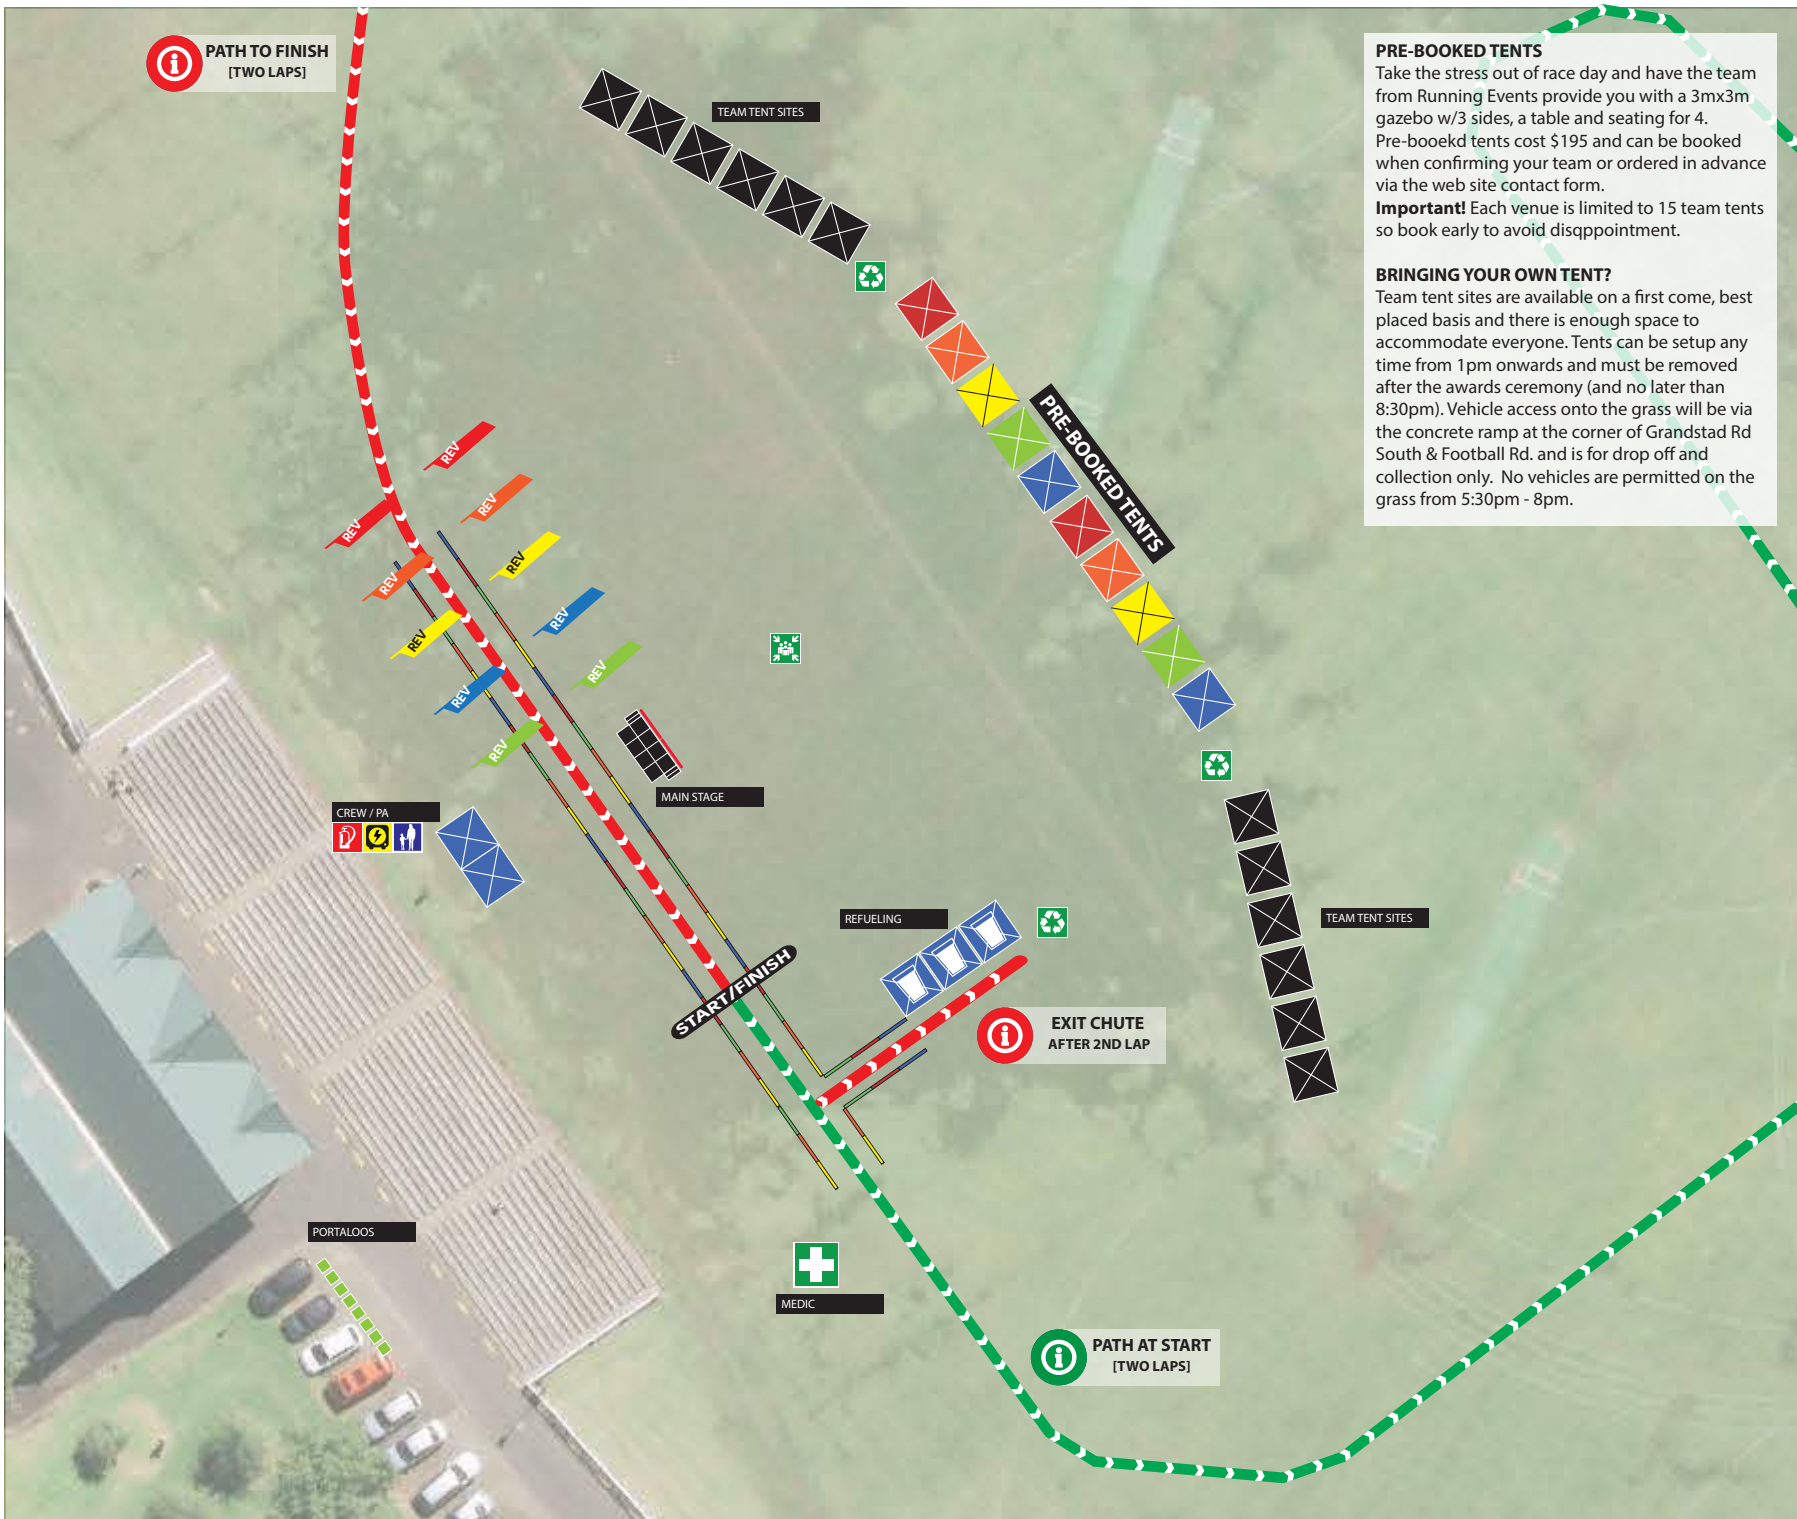 PATH TO FINISH
[TWO LAPS]
TEAM TENT SITES
PRE-BOOKED TENTS
Take the stress out of race day and have the team
from Running Events provide you with a 3mx3m
gazebo w/3 sides, a table and seating for 4.
Pre-booekd tents cost $195 and can be booked
when confirming your team or ordered in advance
via the web site contact form.
Important! Each venue is limited to 15 team tents
so book early to avoid disqppointment.
BRINGING YOUR OWN TENT?
Team tent sites are available on a first come, best
placed basis and there is enough space to
accommodate everyone. Tents can be setup any
time from 1pm onwards and must be removed
after the awards ceremony (and no later than
8:30pm). Vehicle access onto the grass will be via
the concrete ramp at the corner of Grandstad Rd
South & Football Rd. and is for drop off and
collection only. No vehicles are permitted on the
grass from 5:30pm - 8pm.
PRE-BOOKED TENTS
REV
REV
REV
REV
REV
REV
REV
REV
REV
REV
MAIN STAGE
CREW / PA
REFUELING
TEAM TENT SITES
START/FINISH
EXIT CHUTE
AFTER 2ND LAP
PORTALOOS
MEDIC
PATH AT START
[TWO LAPS]